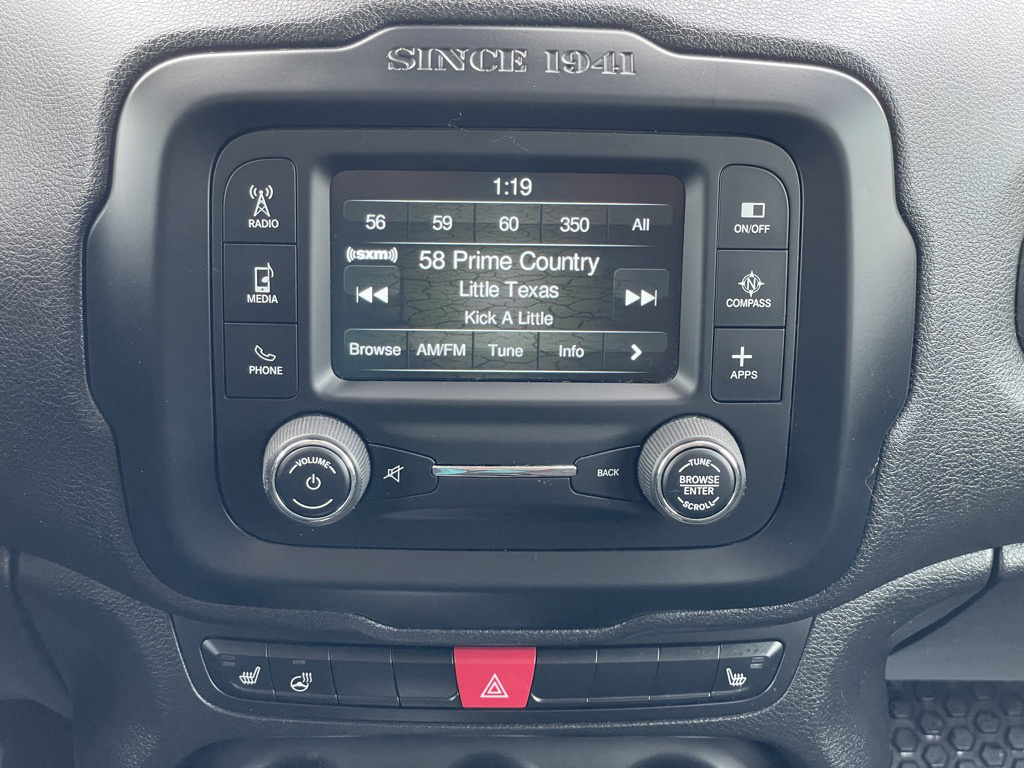 SINCE 1941
RADIO
MEDIA
PHONE
1:19
56 59 60 350 All
((sxm)) 58 Prime Country
Little Texas
Kick A Little
Browse AM/FM Tune Info
ON/OFF
N
COMPASS
APPS
VOLUME
BACK
TUNE
BROWSE
ENTER
SCROLL